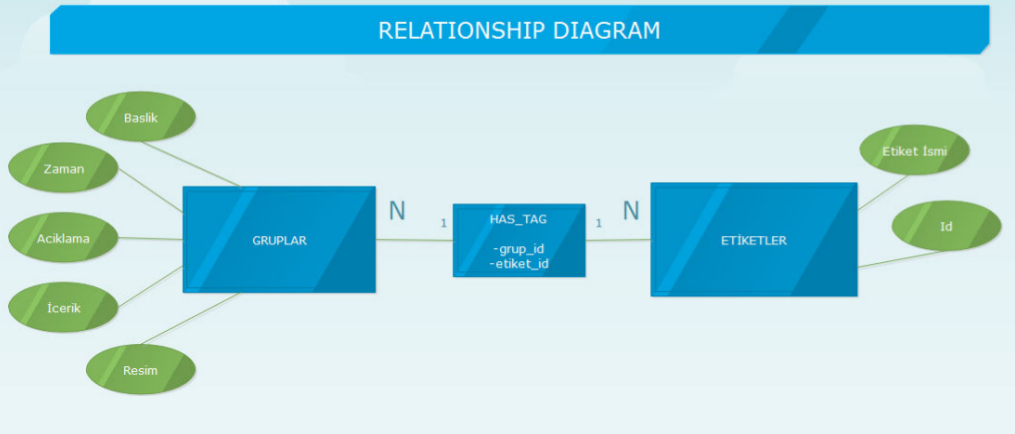 RELATIONSHIP DIAGRAM
Baslik
Zaman
Aciklama
İcerik
Resim
GRUPLAR
N
1
HAS_TAG
-grup_id
-etiket_id
1
N
ETİKETLER
Etiket İsmi
Id